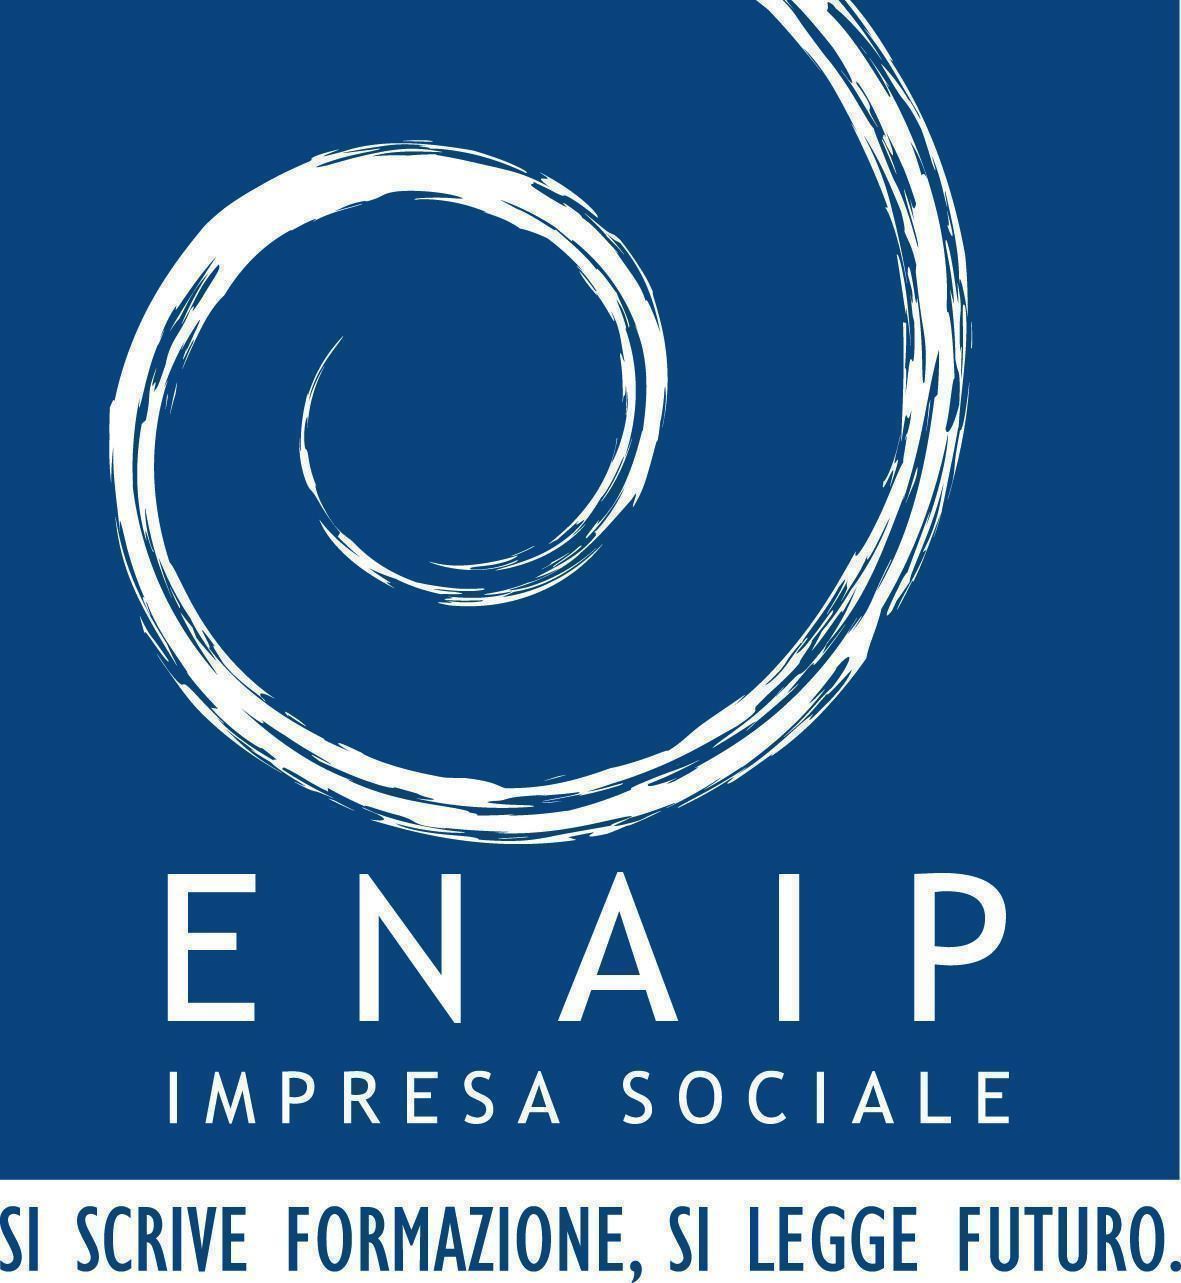 ENAIP
IMPRESA SOCIALE
SI SCRIVE FORMAZIONE, SI LEGGE FUTURO.